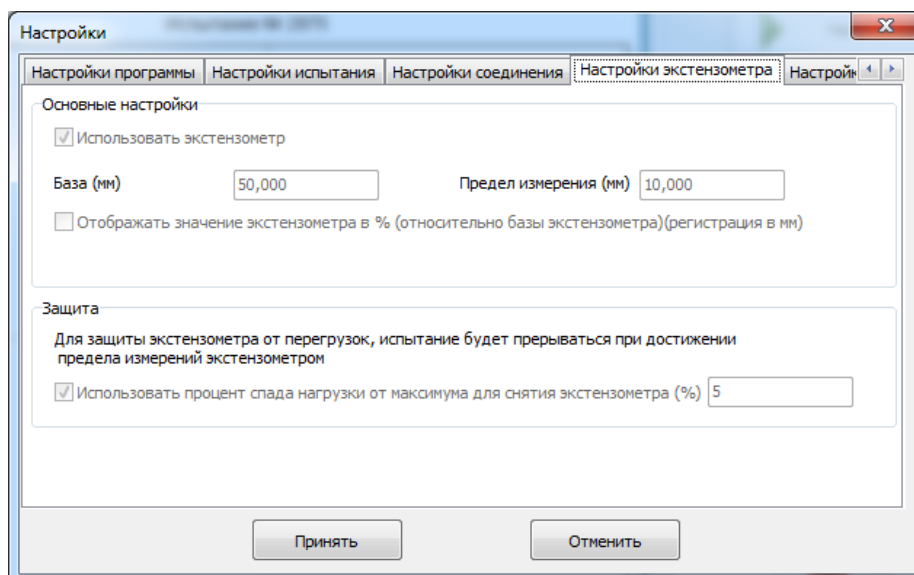 Настройки
Настройки программы Настройки испытания Настройки соединения Настройки экстензометра Настройк
Основные настройки
Использовать экстензометр
База (мм) 50,000 Предел измерения (мм) 10,000
Отображать значение экстензометра в % (относительно базы экстензометра)(регистрация в мм)
Защита
Для защиты экстензометра от перегрузок, испытание будет прерываться при достижении
предела измерений экстензометром
Использовать процент спада нагрузки от максимума для снятия экстензометра (%) 5
Принять Отменить